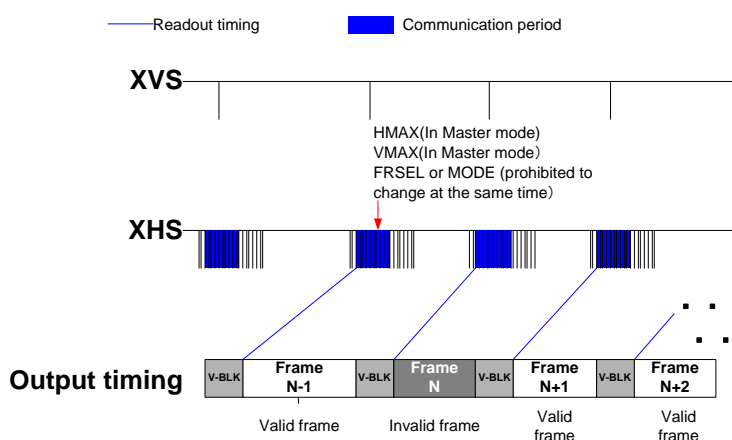 Readout timing
Communication period
XVS
HMAX(In Master mode)
VMAX(In Master mode）
FRSEL or MODE (prohibited to
change at the same time）
XHS
Output timing
V-BLK
Frame
N-1
V-BLK
Frame
N
V-BLK
Frame
N+1
V-BLK
Frame
N+2
Valid frame
Invalid frame
Valid
frame
Valid
frame